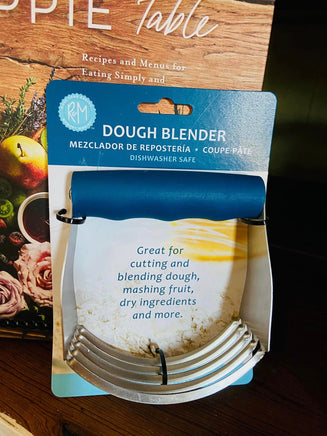 PPIE
Table
Recipes and Menus for
Eating Simply and
R&M
DOUGH BLENDER
MEZCLADOR DE REPOSTERÍA • COUPE PÂTE
DISHWASHER SAFE
Great for
cutting and
blending dough,
mashing fruit,
dry ingredients
and more.